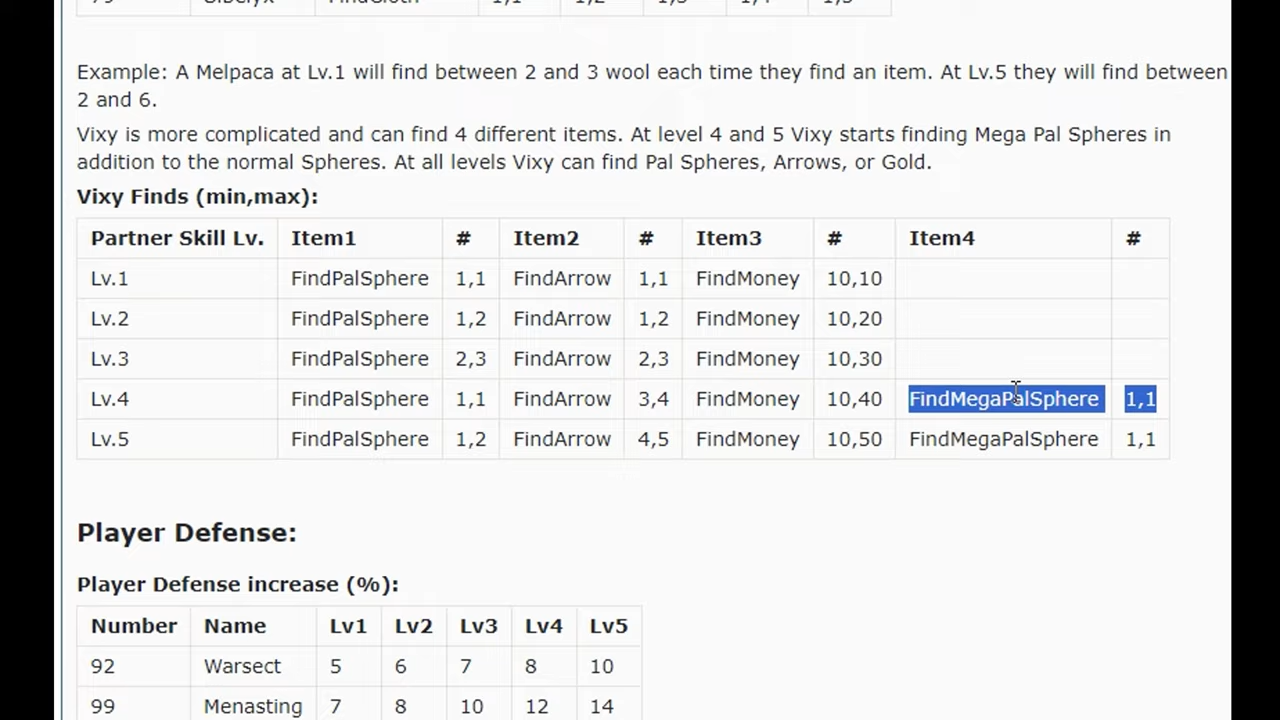 Example: A Melpaca at Lv.1 will find between 2 and 3 wool each time they find an item. At Lv.5 they will find between
2 and 6.
Vixy is more complicated and can find 4 different items. At level 4 and 5 Vixy starts finding Mega Pal Spheres in
addition to the normal Spheres. At all levels Vixy can find Pal Spheres, Arrows, or Gold.
Vixy Finds (min,max):
Partner Skill Lv. Item1 # Item2 # Item3 # Item4 #
Lv.1 FindPalSphere 1,1 FindArrow 1,1 FindMoney 10,10
Lv.2 FindPalSphere 1,2 FindArrow 1,2 FindMoney 10,20
Lv.3 FindPalSphere 2,3 FindArrow 2,3 FindMoney 10,30
Lv.4 FindPalSphere 1,1 FindArrow 3,4 FindMoney 10,40 FindMegaPalSphere 1,1
Lv.5 FindPalSphere 1,2 FindArrow 4,5 FindMoney 10,50 FindMegaPalSphere 1,1
Player Defense:
Player Defense increase (%):
Number Name Lv1 Lv2 Lv3 Lv4 Lv5
92 Warsect 5 6 7 8 10
99 Menasting 7 8 10 12 14